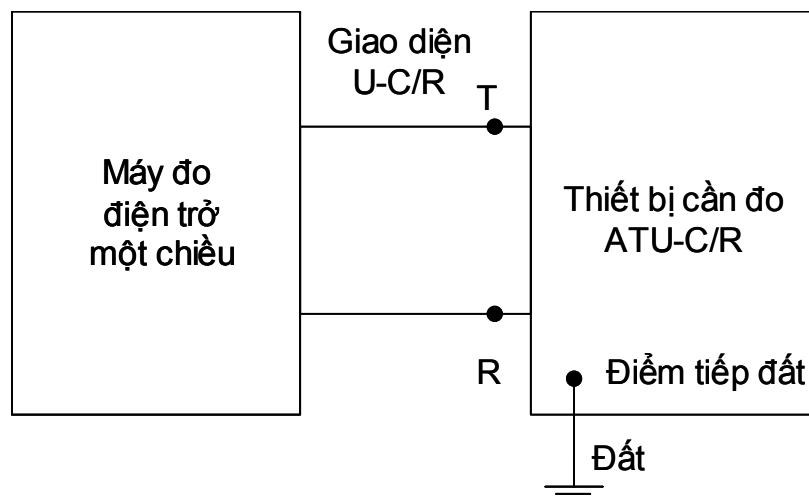 Giao diện
U-C/R
T
Máy đo
điện trở
một chiều
Thiết bị cần đo
ATU-C/R
R
Điểm tiếp đất
Đất